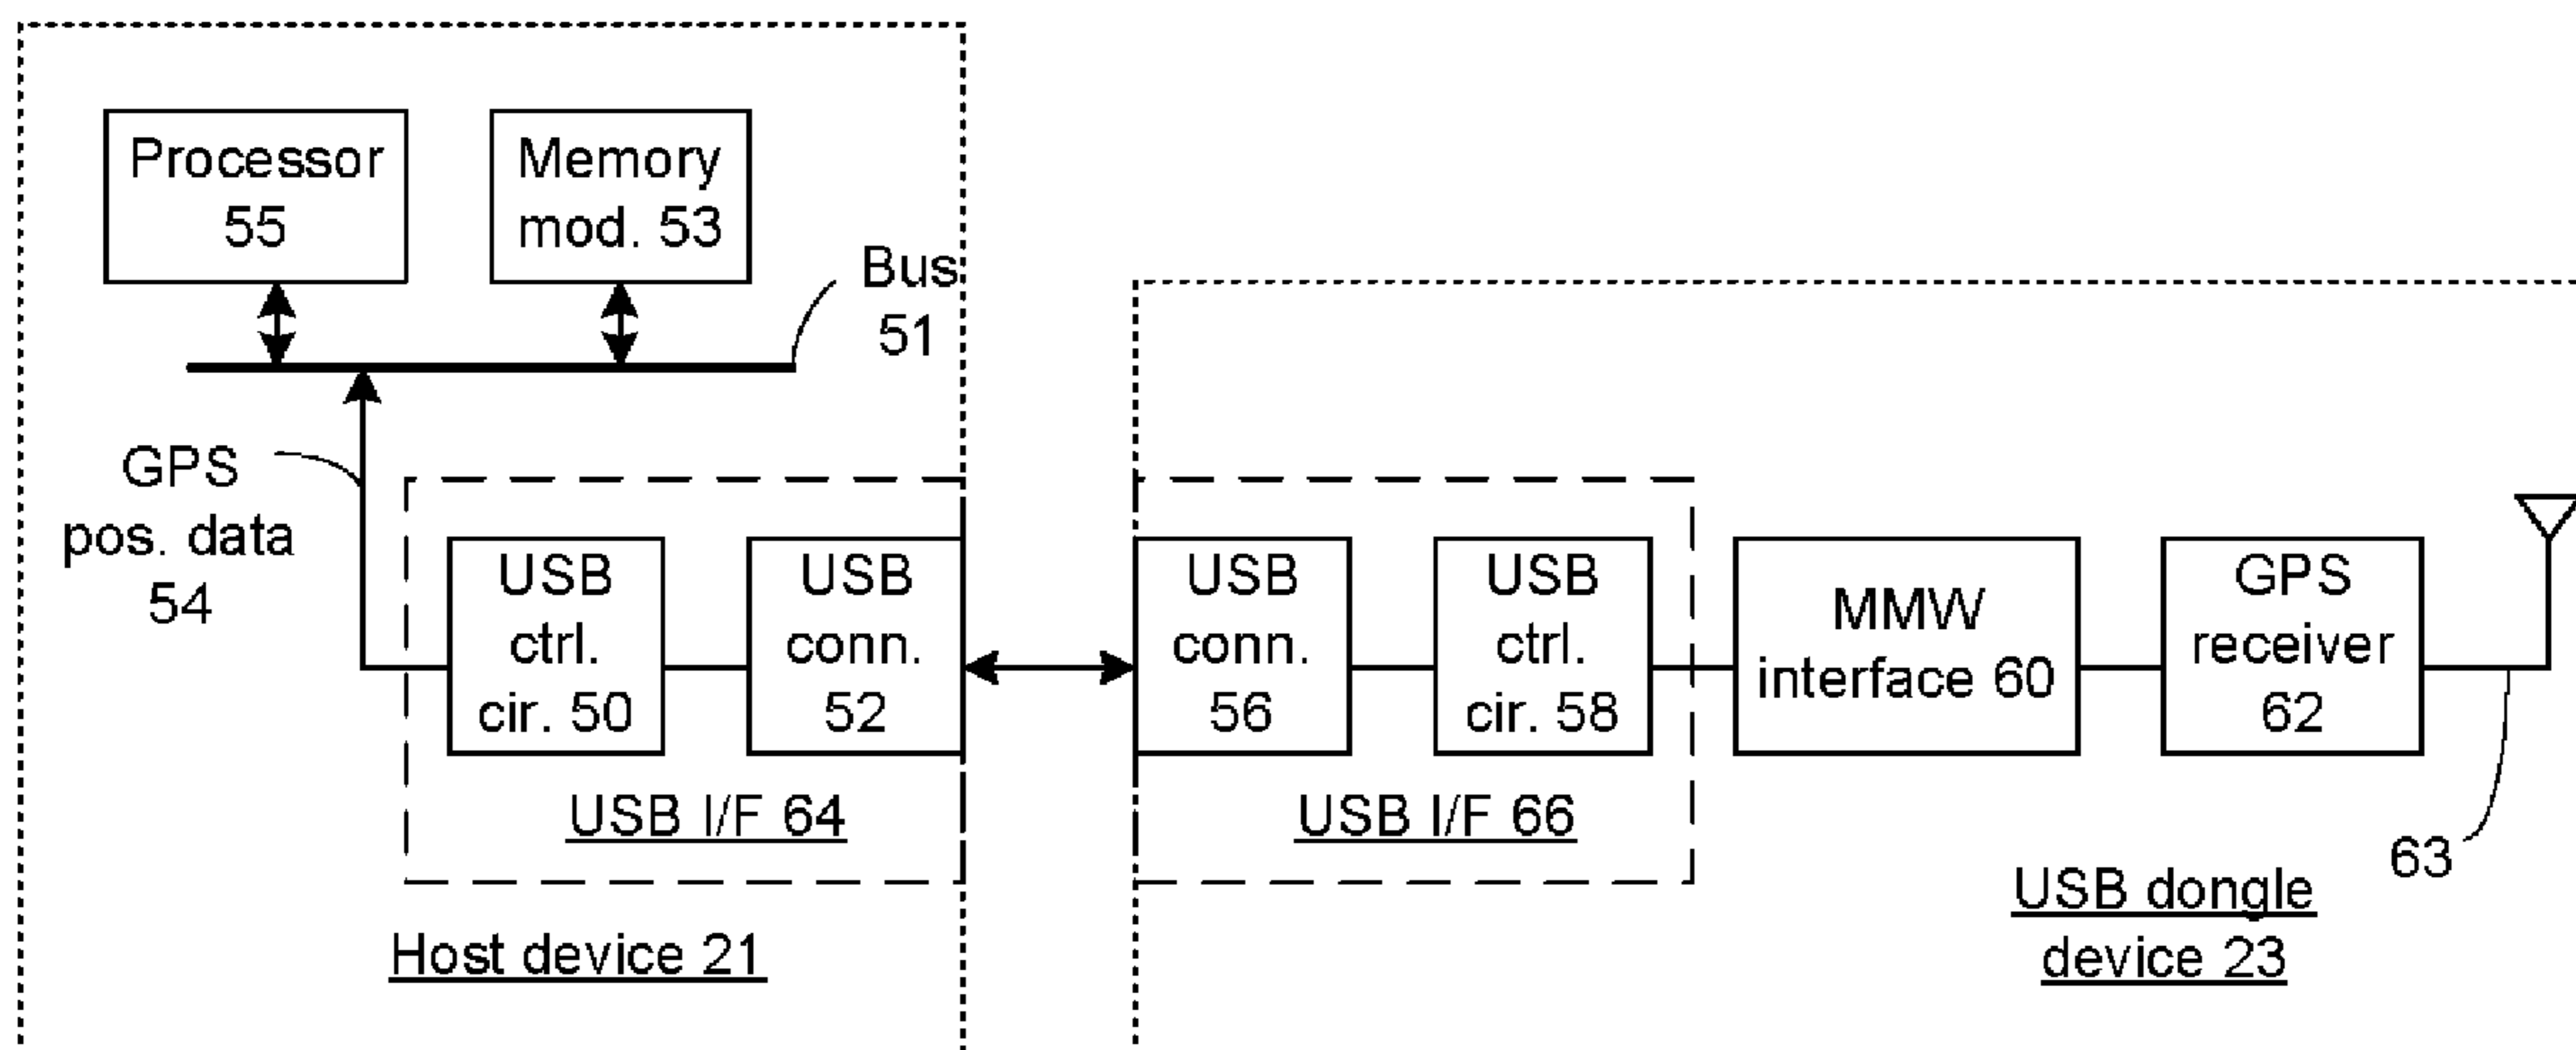 Processor
55
Memory
mod. 53
Bus
51
GPS
pos. data
54
USB
ctrl.
cir. 50
USB
conn.
52
USB I/F 64
Host device 21
USB
conn.
56
USB
ctrl.
cir. 58
USB I/F 66
MMW
interface 60
GPS
receiver
62
63
USB dongle
device 23